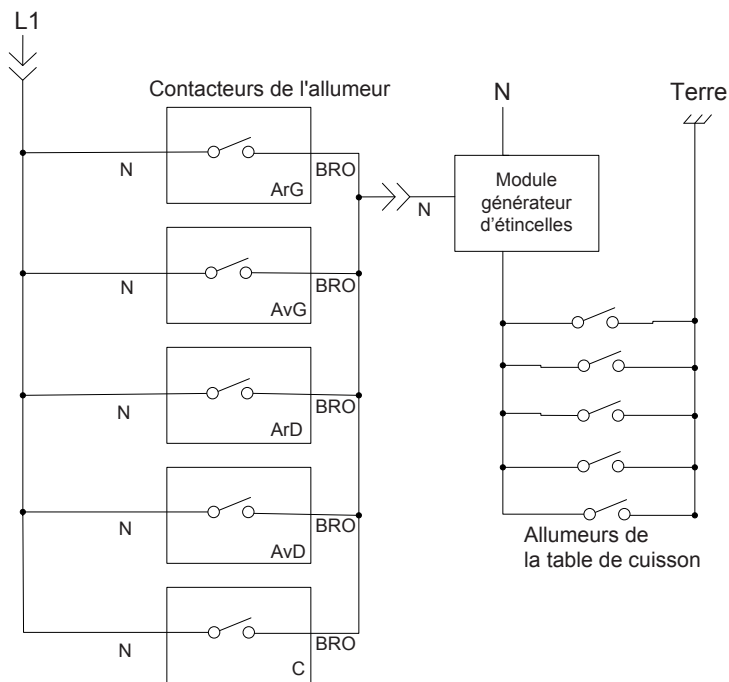 L1
Contacteurs de l'allumeur
N
Terre
N
BRO
ArG
N
Module
générateur
d'étincelles
N
BRO
AvG
N
BRO
ArD
N
BRO
AvD
Allumeurs de
la table de cuisson
N
BRO
C